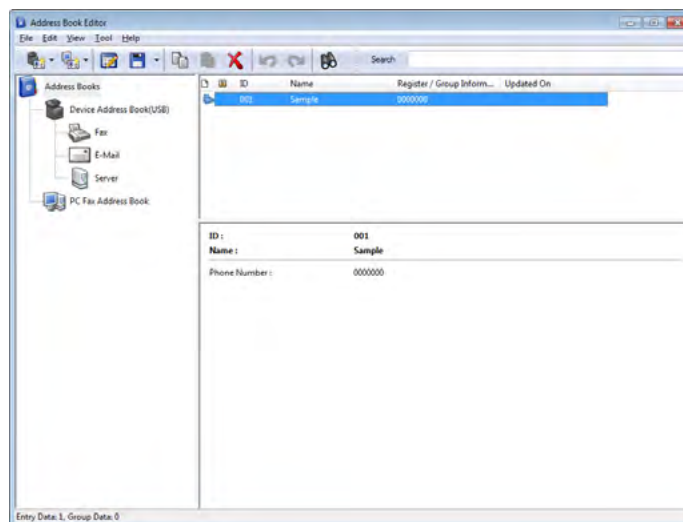 Address Book Editor
File Edit View Tool Help
Search
Address Books
Device Address Book(USB)
Fax
E-Mail
Server
PC Fax Address Book
ID Name Register / Group Inform... Updated On
001 Sample 0000000
ID : 001
Name : Sample
Phone Number : 0000000
Entry Data: 1, Group Data: 0